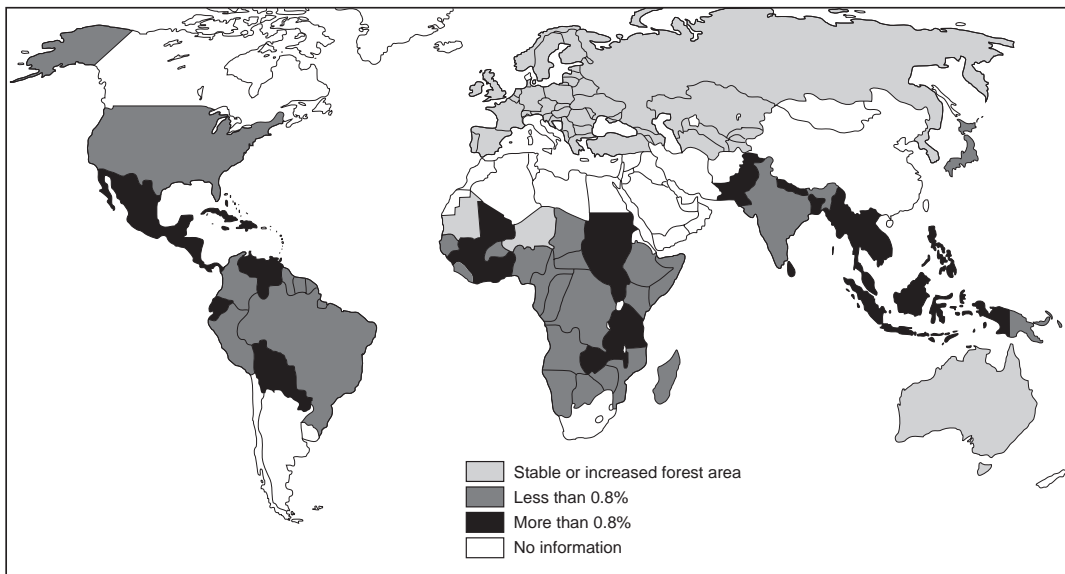 Stable or increased forest area
Less than 0.8%
More than 0.8%
No information